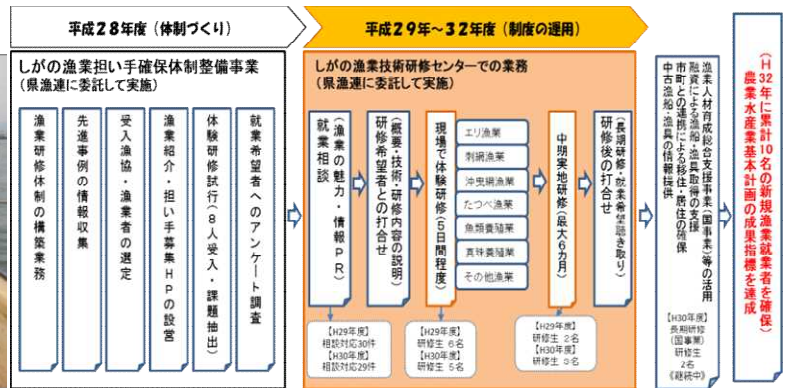 平成28年度(体制づくり)
平成29年~32年度(制度の運用)
しがの漁業担い手確保体制整備事業
(県漁連に委託して実施)
漁業研修体制の構築業務
先進事例の情報収集
受入漁協・漁業者の選定
漁業紹介・担い手募集HPの設営
体験研修試行(8人受入・課題抽出)
就業希望者へのアンケート調査
しがの漁業技術研修センターでの業務
(県漁連に委託して実施)
就業相談
(漁業の魅力・情報PR)
研修希望者との打合せ
(概要・技術・研修内容の説明)
現場で体験研修(5日間程度)
エリ漁業
刺網漁業
沖曳網漁業
たつべ漁業
魚類養殖業
真珠養殖業
その他漁業
中期実地研修(最大6カ月)
研修後の打合せ
(長期研修・就業希望聴き取り)
【H29年度】
相談対応30件
【H30年度】
相談対応29件
【H29年度】
研修生 6名
【H30年度】
研修生 5名
【H29年度】
研修生 2名
【H30年度】
研修生 3名
漁業人材育成総合支援事業(国事業)等の活用
融資による漁船・漁具取得の支援
市町との連携による移住・居住の確保
中古漁船・漁具の情報提供
【H30年度】
長期研修
(国事業)
研修生
2名
《継続中》
(H32年に累計10名の新規漁業就業者を確保)
農業水産業基本計画の成果指標を達成